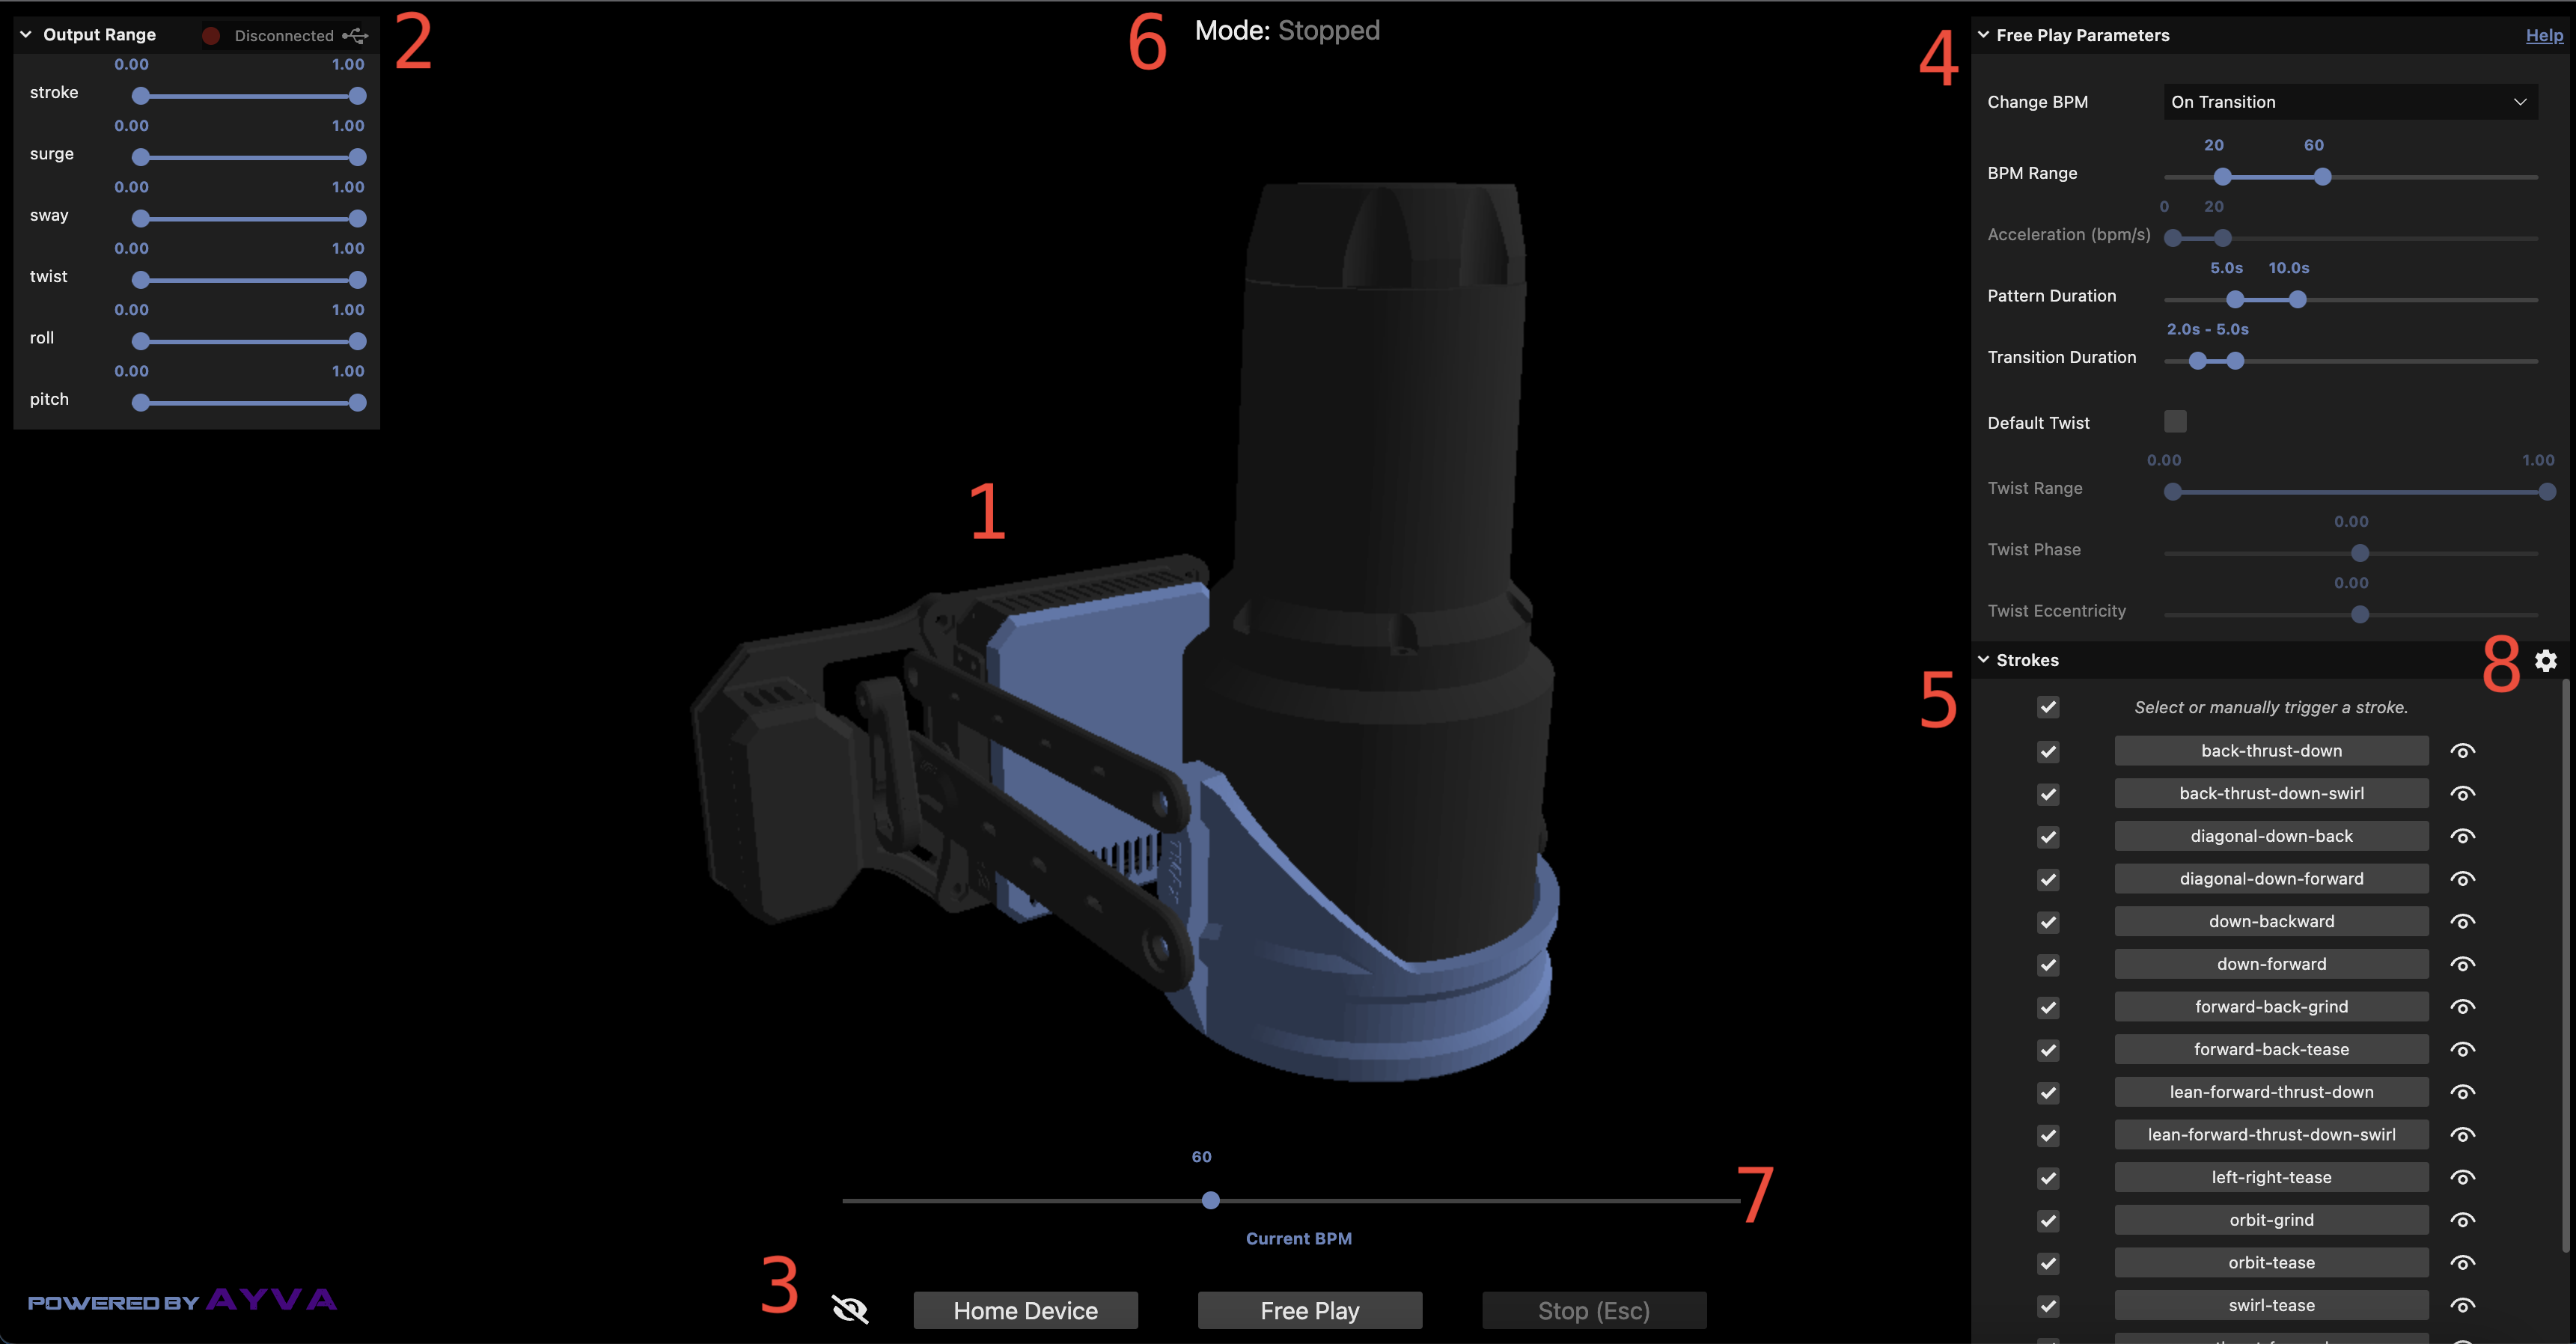 Output Range Disconnected
2
0.00 1.00
stroke
0.00 1.00
surge
0.00 1.00
sway
0.00 1.00
twist
0.00 1.00
roll
0.00 1.00
pitch
6
Mode: Stopped
1
60
7
Current BPM
3
Home Device Free Play Stop (Esc)
POWERED BY AYVA
4
Free Play Parameters Help
Change BPM On Transition
20 60
BPM Range
0 20
Acceleration (bpm/s)
5.0s 10.0s
Pattern Duration
2.0s - 5.0s
Transition Duration
Default Twist
0.00 1.00
Twist Range
0.00
Twist Phase
0.00
Twist Eccentricity
5
Strokes
8
Select or manually trigger a stroke.
back-thrust-down
back-thrust-down-swirl
diagonal-down-back
diagonal-down-forward
down-backward
down-forward
forward-back-grind
forward-back-tease
lean-forward-thrust-down
lean-forward-thrust-down-swirl
left-right-tease
orbit-grind
orbit-tease
swirl-tease